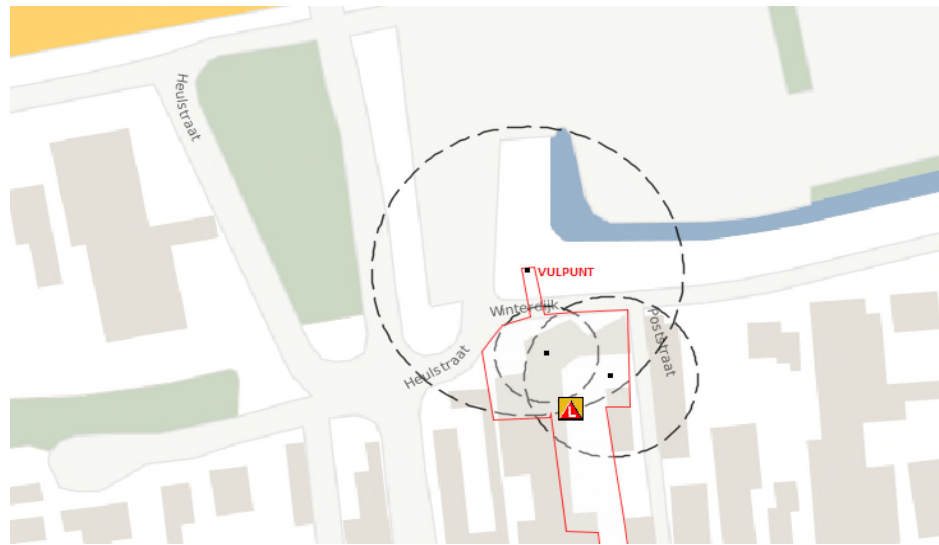 Heulstraat
VULPUNT
Winterdijk
Poststraat
Heulstraat
L